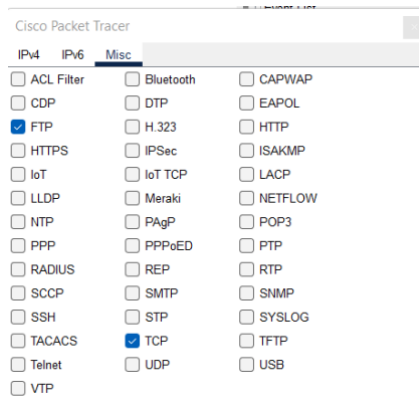 Event List
Cisco Packet Tracer
IPv4 IPv6 Misc
ACL Filter Bluetooth CAPWAP
CDP DTP EAPOL
FTP H.323 HTTP
HTTPS IPSec ISAKMP
IoT IoT TCP LACP
LLDP Meraki NETFLOW
NTP PAgP POP3
PPP PPPoED PTP
RADIUS REP RTP
SCCP SMTP SNMP
SSH STP SYSLOG
TACACS TCP TFTP
Telnet UDP USB
VTP